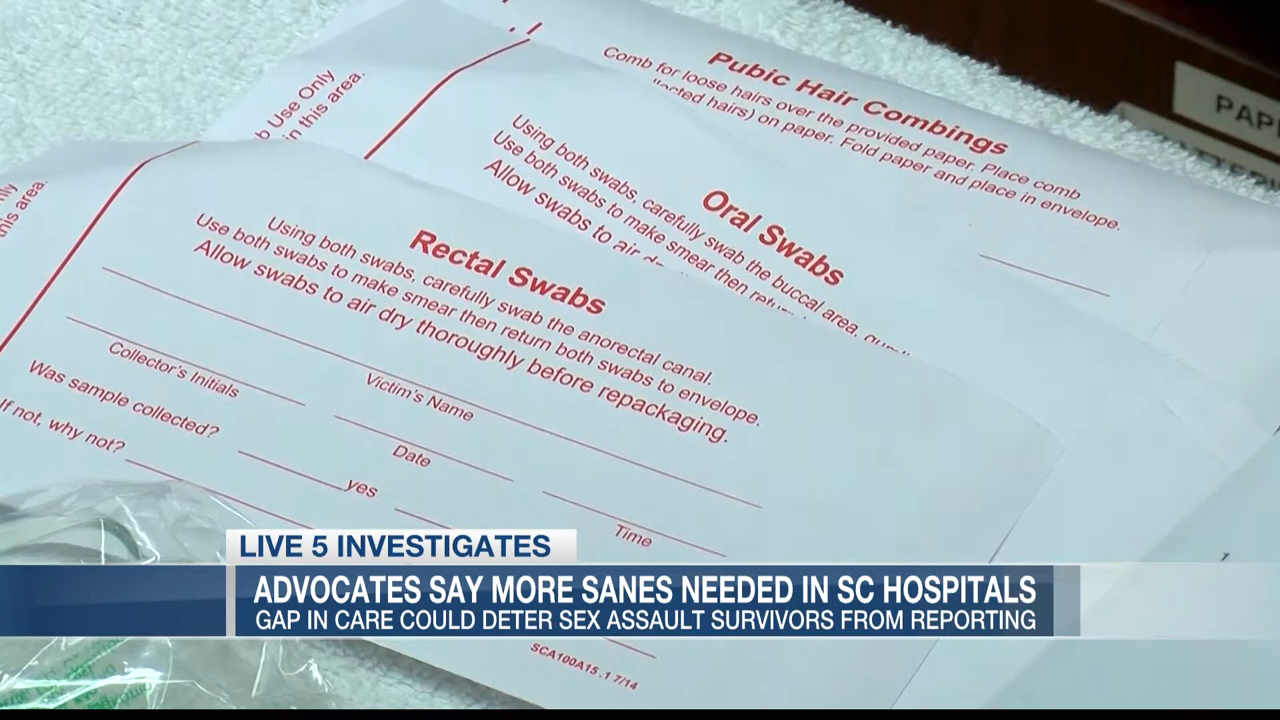 Pubic Hair Combings
Comb for loose hairs over the provided paper. Place comb
hairs) on paper. Fold paper and place in envelope.
b Use Only
in this area.
Oral Swabs
Using both swabs, carefully swab the buccal area,
Use both swabs to make smear then
Allow swabs to air
this area.
Rectal Swabs
Using both swabs, carefully swab the anorectal canal.
Use both swabs to make smear then return both swabs to envelope.
Allow swabs to air dry thoroughly before repackaging.
Collector's Initials
Victim's Name
Was sample collected?
yes
Date
If not, why not?
Time
SCA100A15 .1 7/14
LIVE 5 INVESTIGATES
ADVOCATES SAY MORE SANES NEEDED IN SC HOSPITALS
GAP IN CARE COULD DETER SEX ASSAULT SURVIVORS FROM REPORTING